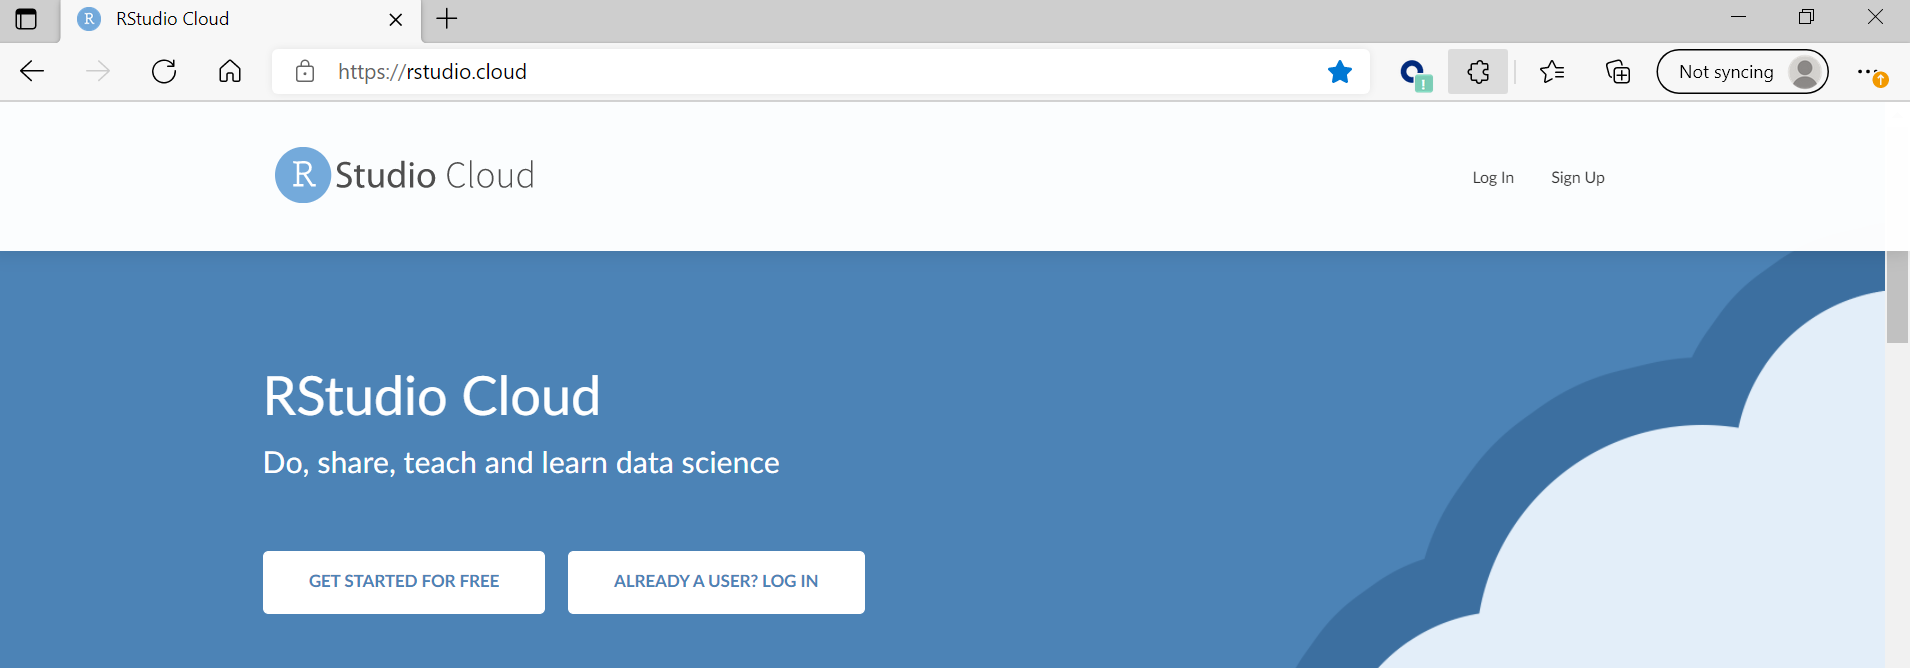 RStudio Cloud
https://rstudio.cloud
Not syncing
R Studio Cloud
Log In
Sign Up
RStudio Cloud
Do, share, teach and learn data science
GET STARTED FOR FREE
ALREADY A USER? LOG IN